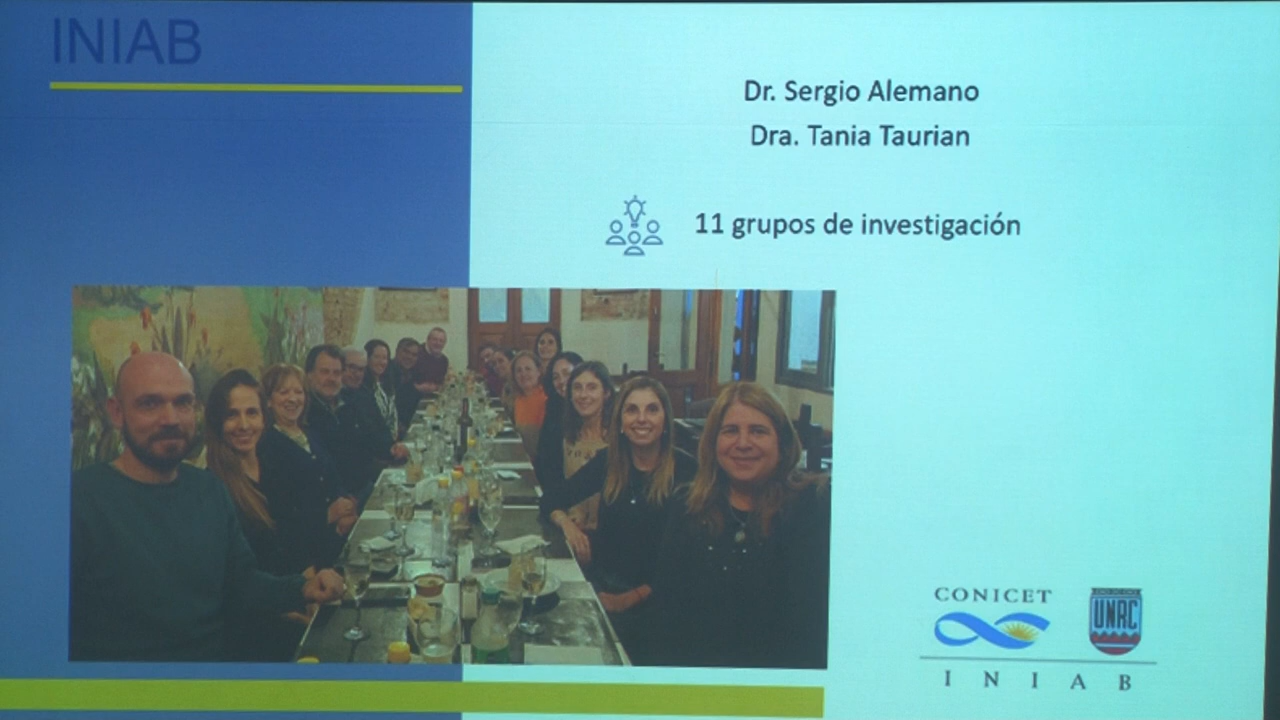 INIAB
Dr. Sergio Alemano
Dra. Tania Taurian
11 grupos de investigación
CONICET
UNRC
I N I A B